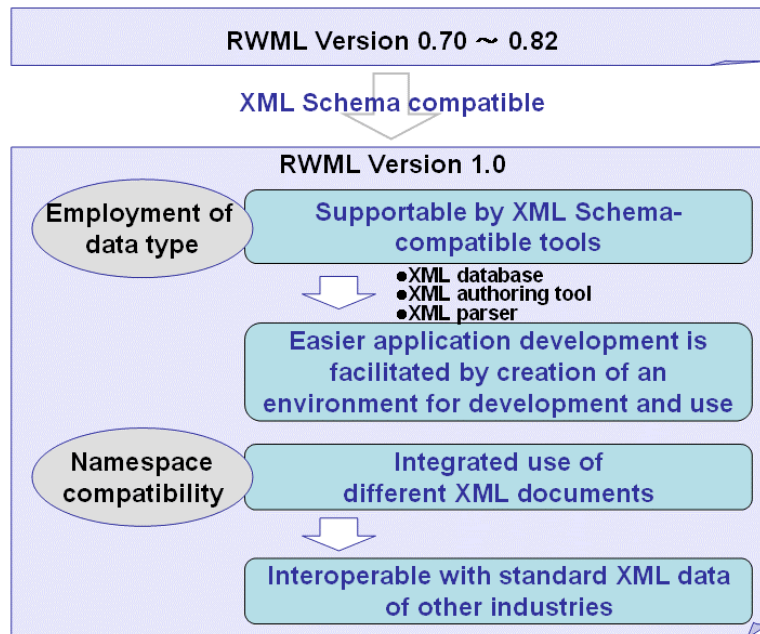 RWML Version 0.70 ～ 0.82
XML Schema compatible
RWML Version 1.0
Employment of
data type
Supportable by XML Schema-
compatible tools
●XML database
●XML authoring tool
●XML parser
Easier application development is
facilitated by creation of an
environment for development and use
Namespace
compatibility
Integrated use of
different XML documents
Interoperable with standard XML data
of other industries